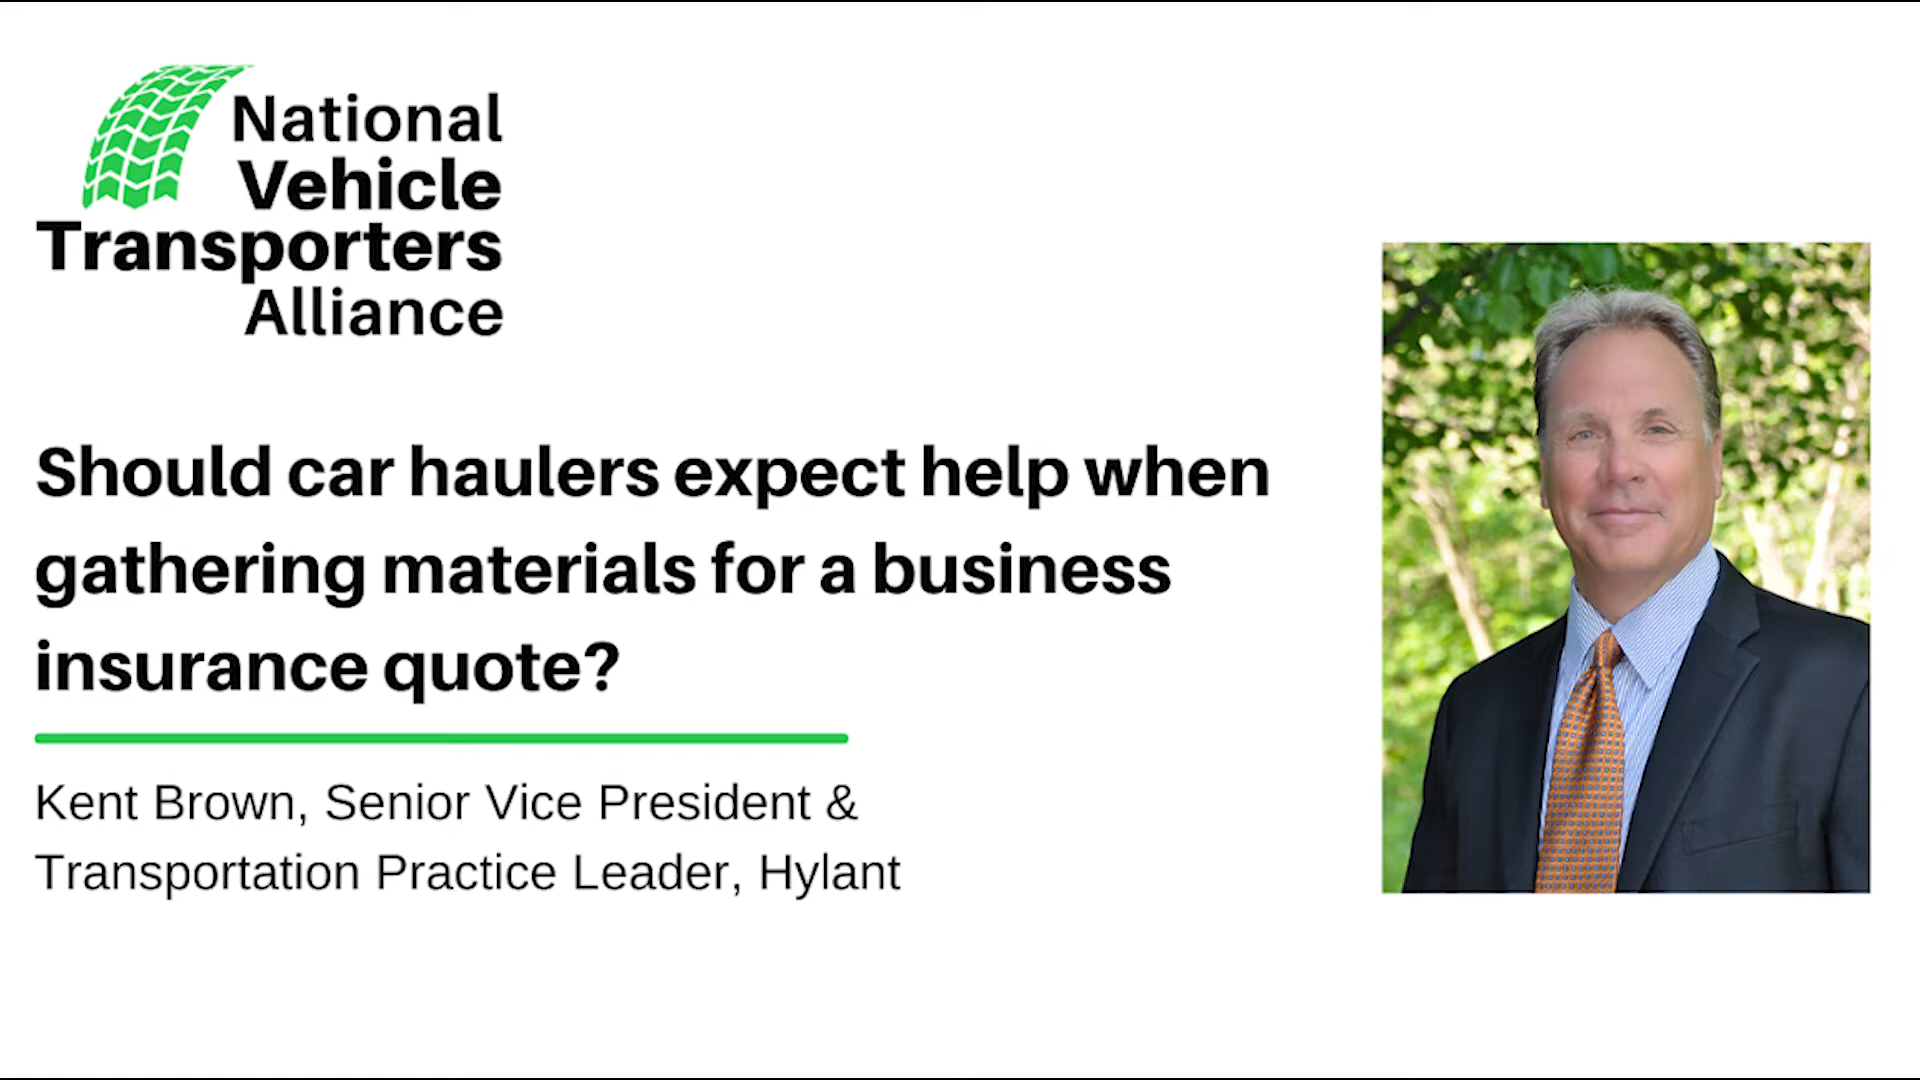 National
Vehicle
Transporters
Alliance
Should car haulers expect help when
gathering materials for a business
insurance quote?
Kent Brown, Senior Vice President &
Transportation Practice Leader, Hylant